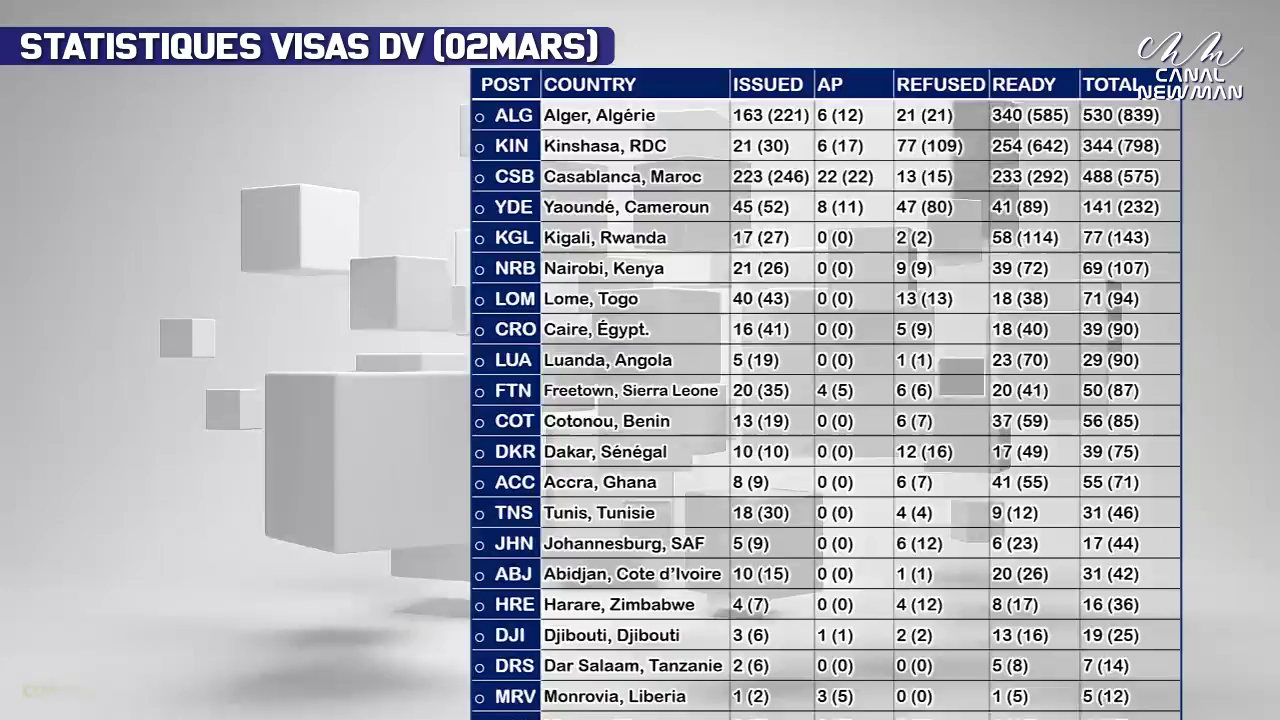 STATISTIQUES VISAS DV (02MARS)
CANAL
NEWMAN
POST COUNTRY ISSUED AP REFUSED READY TOTAL
ALG Alger, Algérie 163 (221) 6 (12) 21 (21) 340 (585) 530 (839)
KIN Kinshasa, RDC 21 (30) 6 (17) 77 (109) 254 (642) 344 (798)
CSB Casablanca, Maroc 223 (246) 22 (22) 13 (15) 233 (292) 488 (575)
YDE Yaoundé, Cameroun 45 (52) 8 (11) 47 (80) 41 (89) 141 (232)
KGL Kigali, Rwanda 17 (27) 0 (0) 2 (2) 58 (114) 77 (143)
NRB Nairobi, Kenya 21 (26) 0 (0) 9 (9) 39 (72) 69 (107)
LOM Lome, Togo 40 (43) 0 (0) 13 (13) 18 (38) 71 (94)
CRO Caire, Égypt. 16 (41) 0 (0) 5 (9) 18 (40) 39 (90)
LUA Luanda, Angola 5 (19) 0 (0) 1 (1) 23 (70) 29 (90)
FTN Freetown, Sierra Leone 20 (35) 4 (5) 6 (6) 20 (41) 50 (87)
COT Cotonou, Benin 13 (19) 0 (0) 6 (7) 37 (59) 56 (85)
DKR Dakar, Sénégal 10 (10) 0 (0) 12 (16) 17 (49) 39 (75)
ACC Accra, Ghana 8 (9) 0 (0) 6 (7) 41 (55) 55 (71)
TNS Tunis, Tunisie 18 (30) 0 (0) 4 (4) 9 (12) 31 (46)
JHN Johannesburg, SAF 5 (9) 0 (0) 6 (12) 6 (23) 17 (44)
ABJ Abidjan, Cote d'Ivoire 10 (15) 0 (0) 1 (1) 20 (26) 31 (42)
HRE Harare, Zimbabwe 4 (7) 0 (0) 4 (12) 8 (17) 16 (36)
DJI Djibouti, Djibouti 3 (6) 1 (1) 2 (2) 13 (16) 19 (25)
DRS Dar Salaam, Tanzanie 2 (6) 0 (0) 0 (0) 5 (8) 7 (14)
MRV Monrovia, Liberia 1 (2) 3 (5) 0 (0) 1 (5) 5 (12)